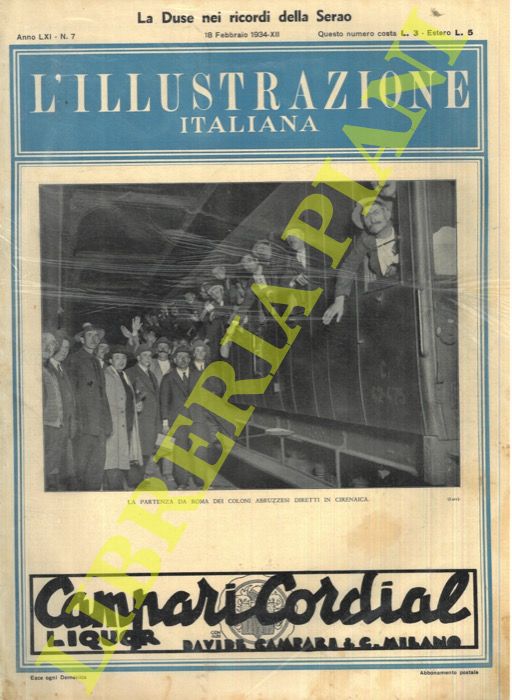 La Duse nei ricordi della Serao
Anno LXI - N. 7
18 Febbraio 1934-XII
Questo numero costa L. 3 - Estero L. 5
L'ILLUSTRAZIONE
ITALIANA
LA PARTENZA DA ROMA DEI COLONI ABRUZZESI DIRETTI IN CIRENAICA.
Campari Cordial
LIQUOR
DAVIDE CAMPARI & C. MILANO
Esce ogni Domenica
Abbonamento postale
LIBRERIA PIANI